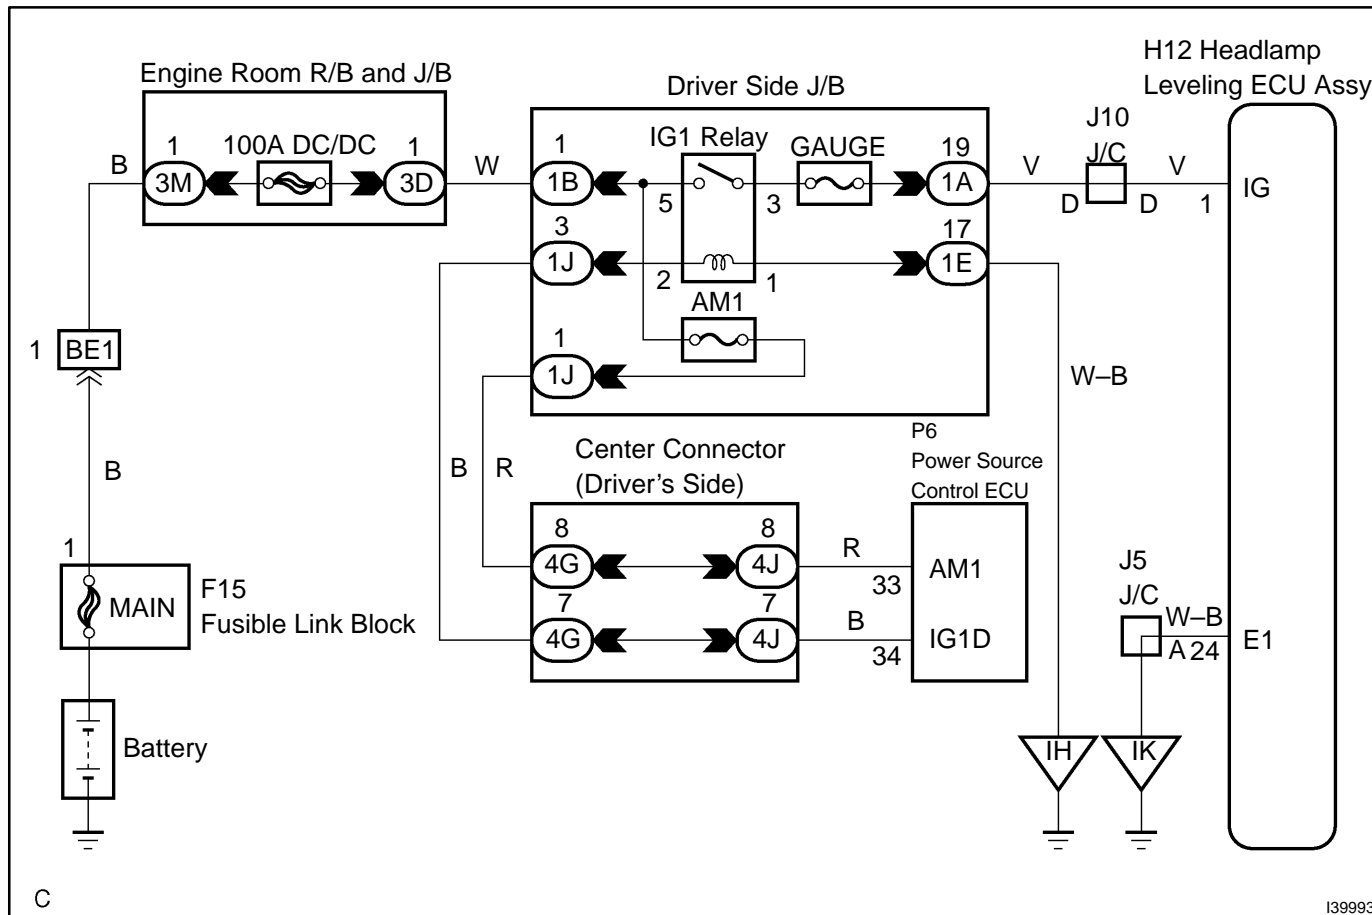 H12 Headlamp
Leveling ECU Assy
Engine Room R/B and J/B
Driver Side J/B
J10
J/C
1
100A DC/DC
1
1
IG1 Relay
GAUGE
19
B
3M
3D
W
1B
5
3
1A
V
D
D
V
1
IG
3
17
1J
2
1
1E
AM1
1
BE1
1
1J
W–B
B
B
R
Center Connector
(Driver's Side)
P6
Power Source
Control ECU
8
8
4G
4J
R
33
AM1
7
7
4G
4J
B
34
IG1D
1
MAIN
F15
Fusible Link Block
J5
J/C
W–B
A
24
E1
Battery
IH
IK
C
I39993